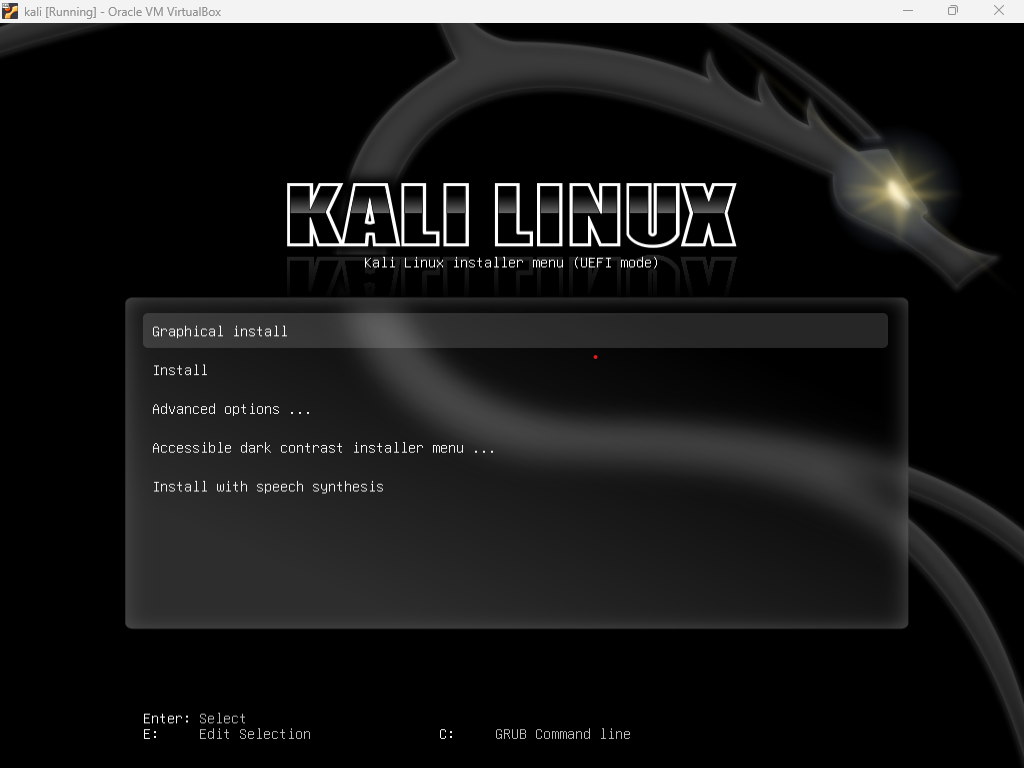 kali [Running] - Oracle VM VirtualBox
KALI LINUX
Kali Linux installer menu (UEFI mode)
Graphical install
Install
Advanced options ...
Accessible dark contrast installer menu ...
Install with speech synthesis
Enter: Select
E: Edit Selection C: GRUB Command line